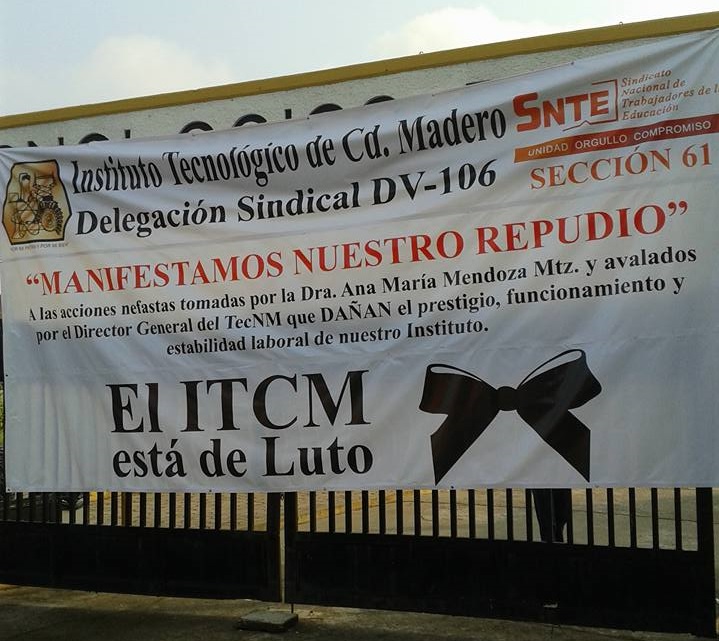 Instituto Tecnológico de Cd. Madero
Delegación Sindical DV-106
SNTE
Sindicato
Nacional de
Trabajadores de la
Educación
UNIDAD ORGULLO COMPROMISO
SECCIÓN 61
“MANIFESTAMOS NUESTRO REPUDIO”
A las acciones nefastas tomadas por la Dra. Ana María Mendoza Mtz. y avalados
por el Director General del TecNM que DAÑAN el prestigio, funcionamiento y
estabilidad laboral de nuestro Instituto.
El ITCM
está de Luto